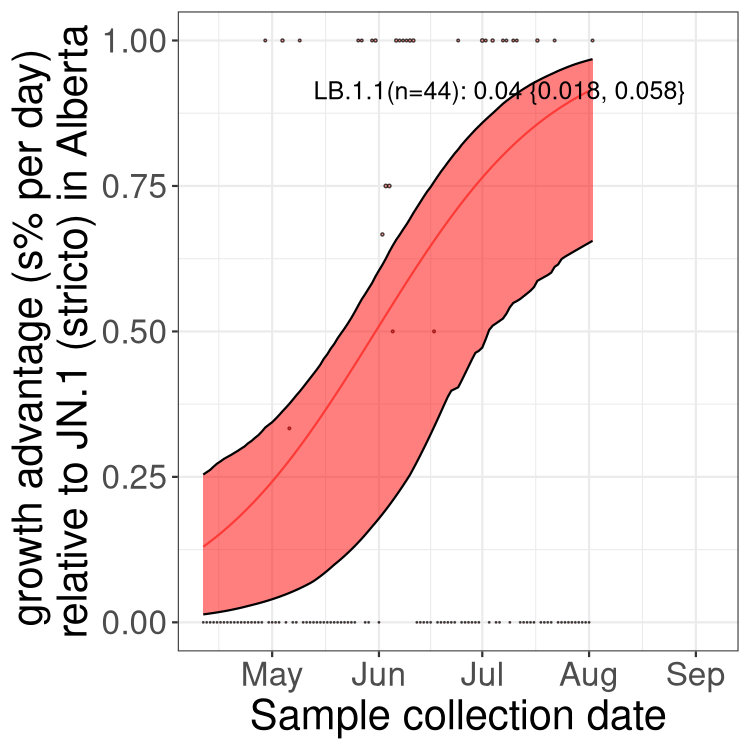 growth advantage (s% per day)
relative to JN.1 (stricto) in Alberta
1.00
0.75
0.50
0.25
0.00
LB.1.1(n=44): 0.04 {0.018, 0.058}
May Jun Jul Aug Sep
Sample collection date